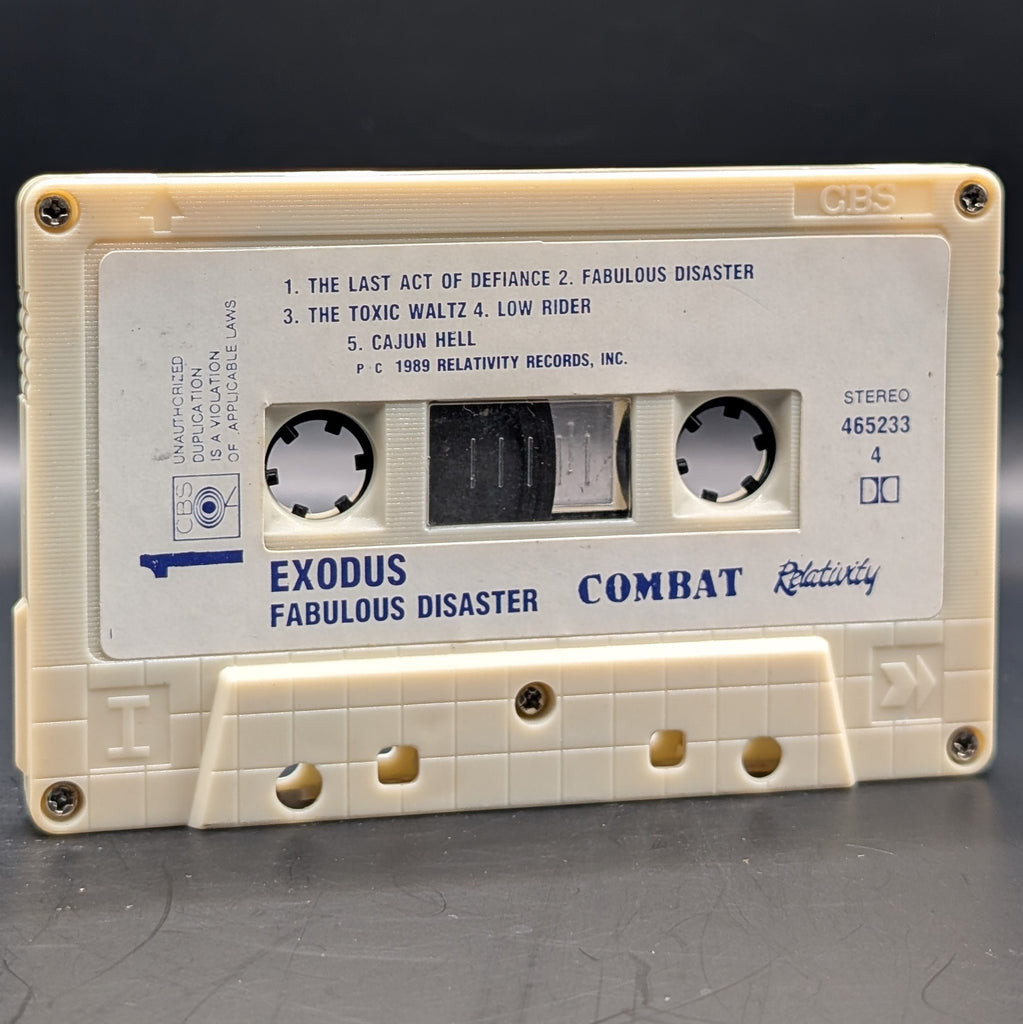 CBS
1. THE LAST ACT OF DEFIANCE 2. FABULOUS DISASTER
3. THE TOXIC WALTZ 4. LOW RIDER
5. CAJUN HELL
P C 1989 RELATIVITY RECORDS, INC.
UNAUTHORIZED
DUPLICATION
IS A VIOLATION
OF APPLICABLE LAWS
CBS
1
STEREO
465233
4
EXODUS
FABULOUS DISASTER
COMBAT
Relativity